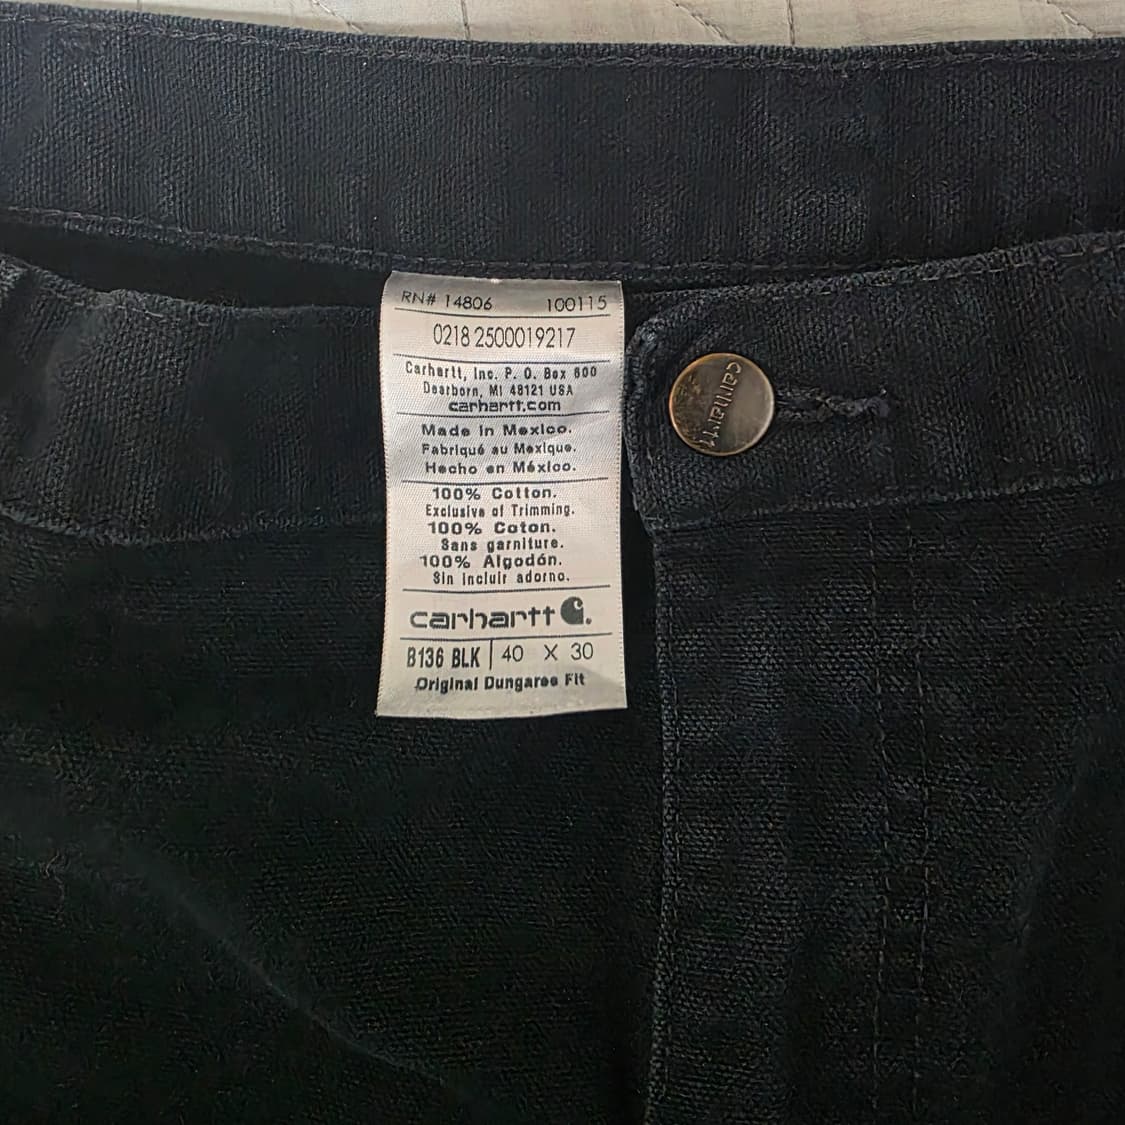 RN# 14806 100115
0218 2500019217
Carhartt, Inc. P. O. Box 600
Dearborn, MI 48121 USA
carhartt.com
Made in Mexico.
Fabriqué au Mexique.
Hecho en México.
100% Cotton.
Exclusive of Trimming.
100% Coton.
Sans garniture.
100% Algodón.
Sin incluir adorno.
carhartt
B136 BLK | 40 X 30
Original Dungaree Fit
carhartt